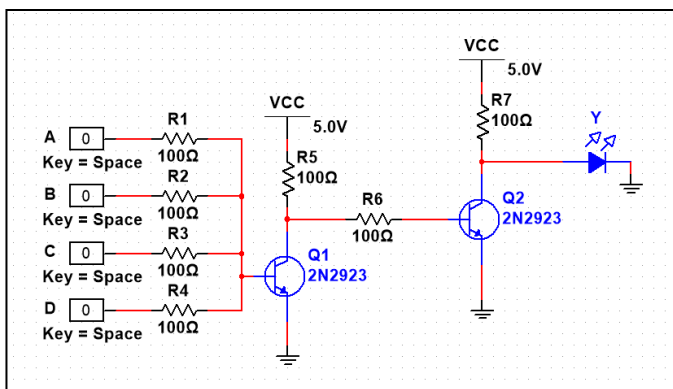 VCC
5.0V
R7
100Ω
Y
VCC
5.0V
R1
A 0
100Ω
Key = Space
R5
100Ω
R2
B 0
100Ω
Key = Space
R6
100Ω
Q2
2N2923
R3
C 0
100Ω
Key = Space
Q1
2N2923
R4
D 0
100Ω
Key = Space